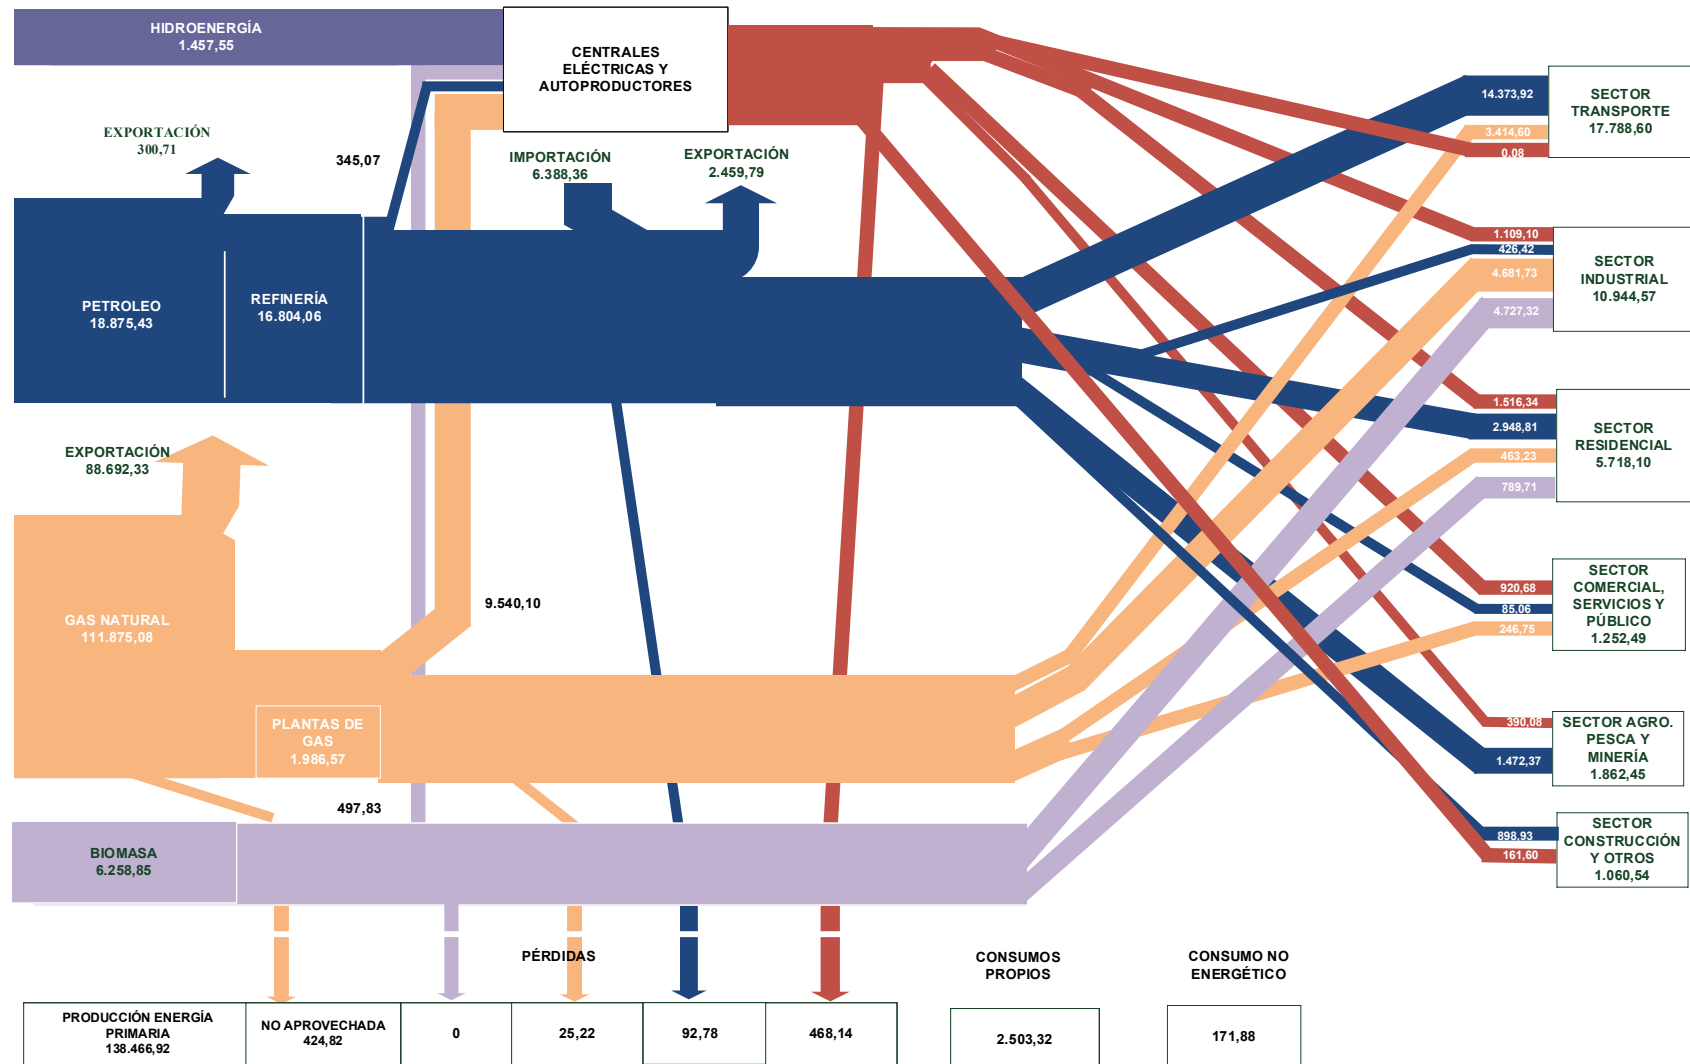 HIDROENERGÍA
1.457,55
CENTRALES
ELÉCTRICAS Y
AUTOPRODUCTORES
EXPORTACIÓN
300,71
345,07
IMPORTACIÓN
6.388,36
EXPORTACIÓN
2.459,79
PETROLEO
18.875,43
REFINERÍA
16.804,06
EXPORTACIÓN
88.692,33
GAS NATURAL
111.875,08
9.540,10
PLANTAS DE
GAS
1.986,57
497,83
BIOMASA
6.258,85
14.373,92
3.414,60
0,08
SECTOR
TRANSPORTE
17.788,60
1.109,10
426,42
4.681,73
4.727,32
SECTOR
INDUSTRIAL
10.944,57
1.516,34
2.948,81
463,23
789,71
SECTOR
RESIDENCIAL
5.718,10
920,68
85,06
246,75
SECTOR
COMERCIAL,
SERVICIOS Y
PÚBLICO
1.252,49
390,08
1.472,37
SECTOR AGRO.
PESCA Y
MINERÍA
1.862,45
898,93
161,60
SECTOR
CONSTRUCCIÓN
Y OTROS
1.060,54
PÉRDIDAS
CONSUMOS
PROPIOS
CONSUMO NO
ENERGÉTICO
PRODUCCIÓN ENERGÍA
PRIMARIA
138.466,92
NO APROVECHADA
424,82
0
25,22
92,78
468,14
2.503,32
171,88